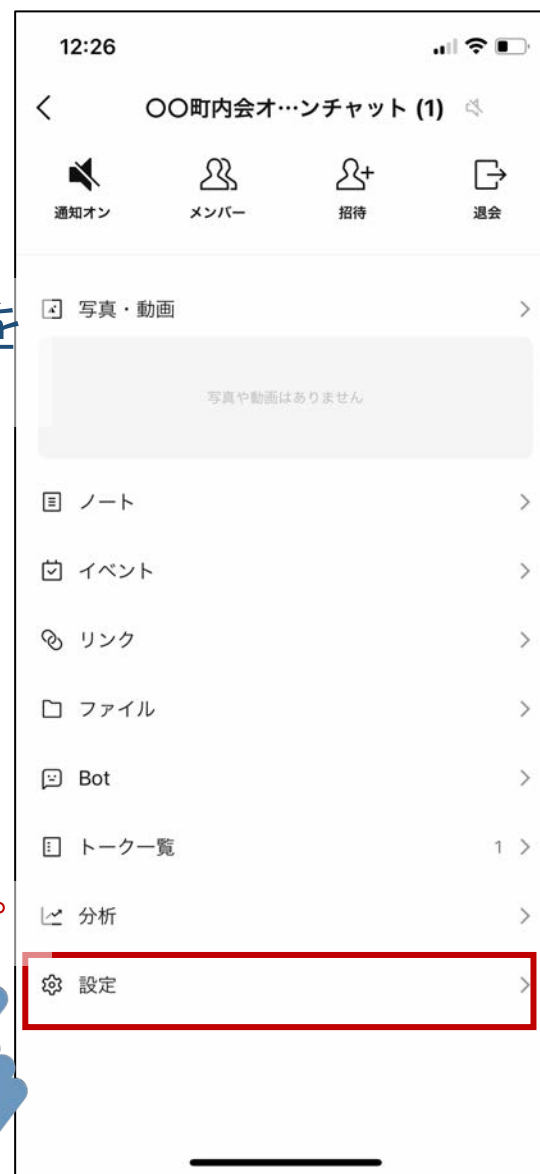 12:26
〇〇町内会オ…ンチャット (1)
通知オン
メンバー
招待
退会
を
写真・動画
写真や動画はありません
ノート
イベント
リンク
ファイル
Bot
トーク一覧
1
分析
。
設定